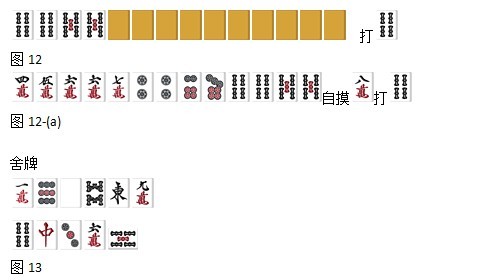 打
图 12
四萬 伍萬 六萬 六萬 七萬 自摸 八萬 打
图 12-(a)
舍牌
一萬 東 九萬
中 六萬
图 13